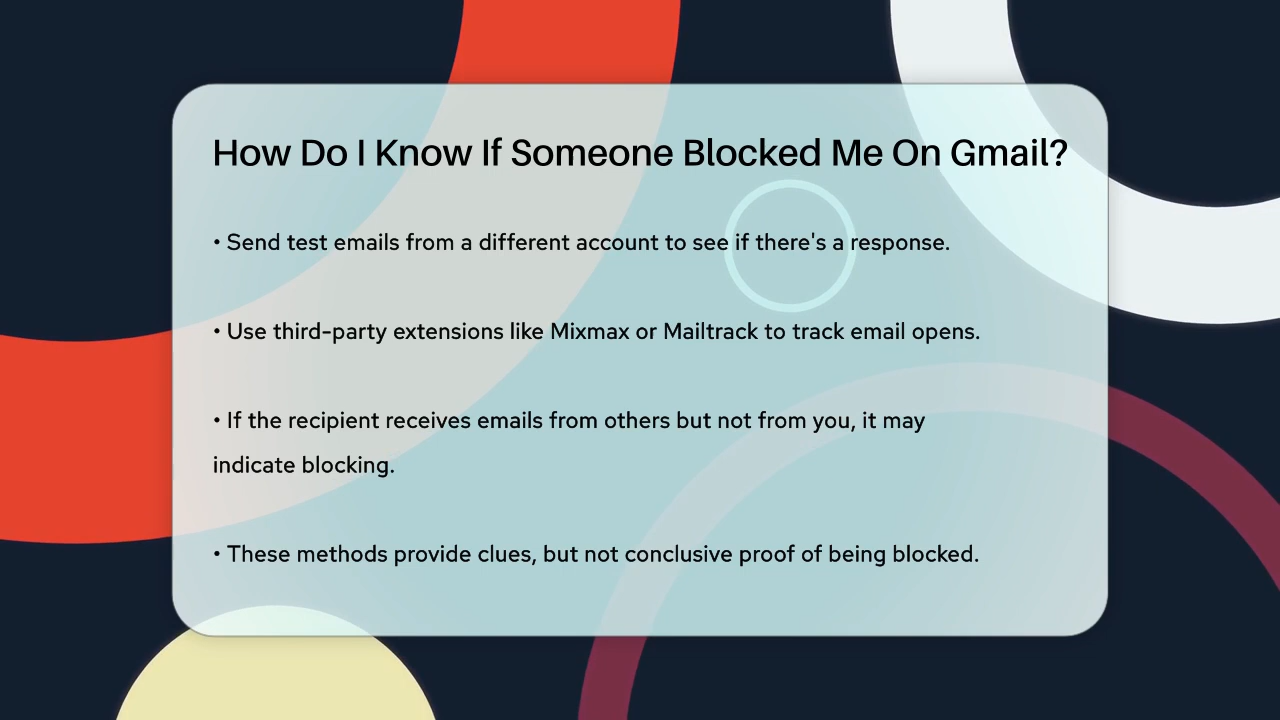 How Do I Know If Someone Blocked Me On Gmail?
• Send test emails from a different account to see if there's a response.
• Use third-party extensions like Mixmax or Mailtrack to track email opens.
• If the recipient receives emails from others but not from you, it may
indicate blocking.
• These methods provide clues, but not conclusive proof of being blocked.